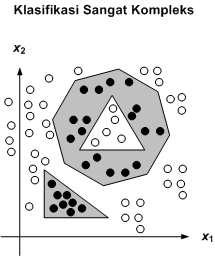 Klasifikasi Sangat Kompleks
x₂
x₁